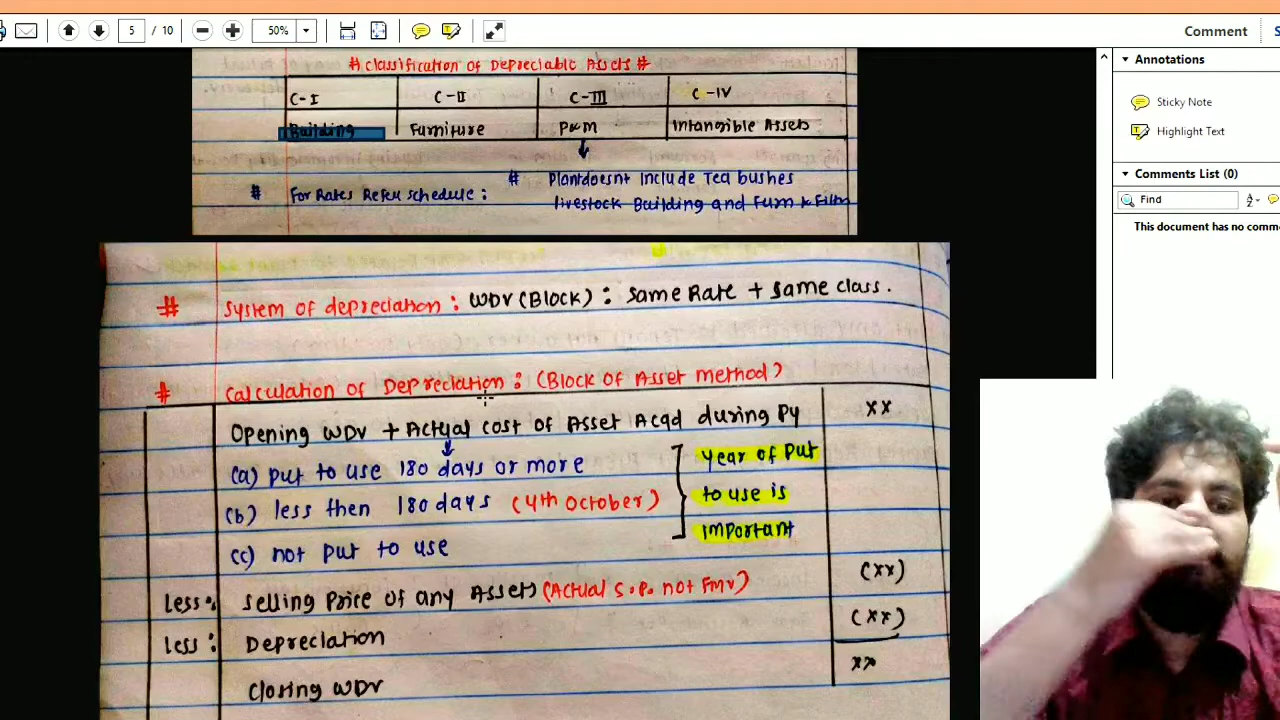 5 / 10
50%
Comment
# Classification of Depreciable Assets #
C-I C-II C-III C-IV
Building Furniture P&M Intangible Assets
# For Rates Refer schedule :
# Plantdoesnt Include Tea bushes
livestock Building and Furn & Fittn
# System of depreciation : WDV (Block) : Same Rate + Same class.
# Calculation of Depreciation : (Block of Asset method)
Opening WDV + Actual cost of Asset Acqd during Py xx
(a) put to use 180 days or more
(b) less then 180 days (4th October)
(c) not put to use
year of put
to use is
important
Less : Selling Price of any Assets (Actual S.P. not FMV) (xx)
Less : Depreciation (xx)
Closing WDV xx
Annotations
Sticky Note
Highlight Text
Comments List (0)
Find
This document has no comme